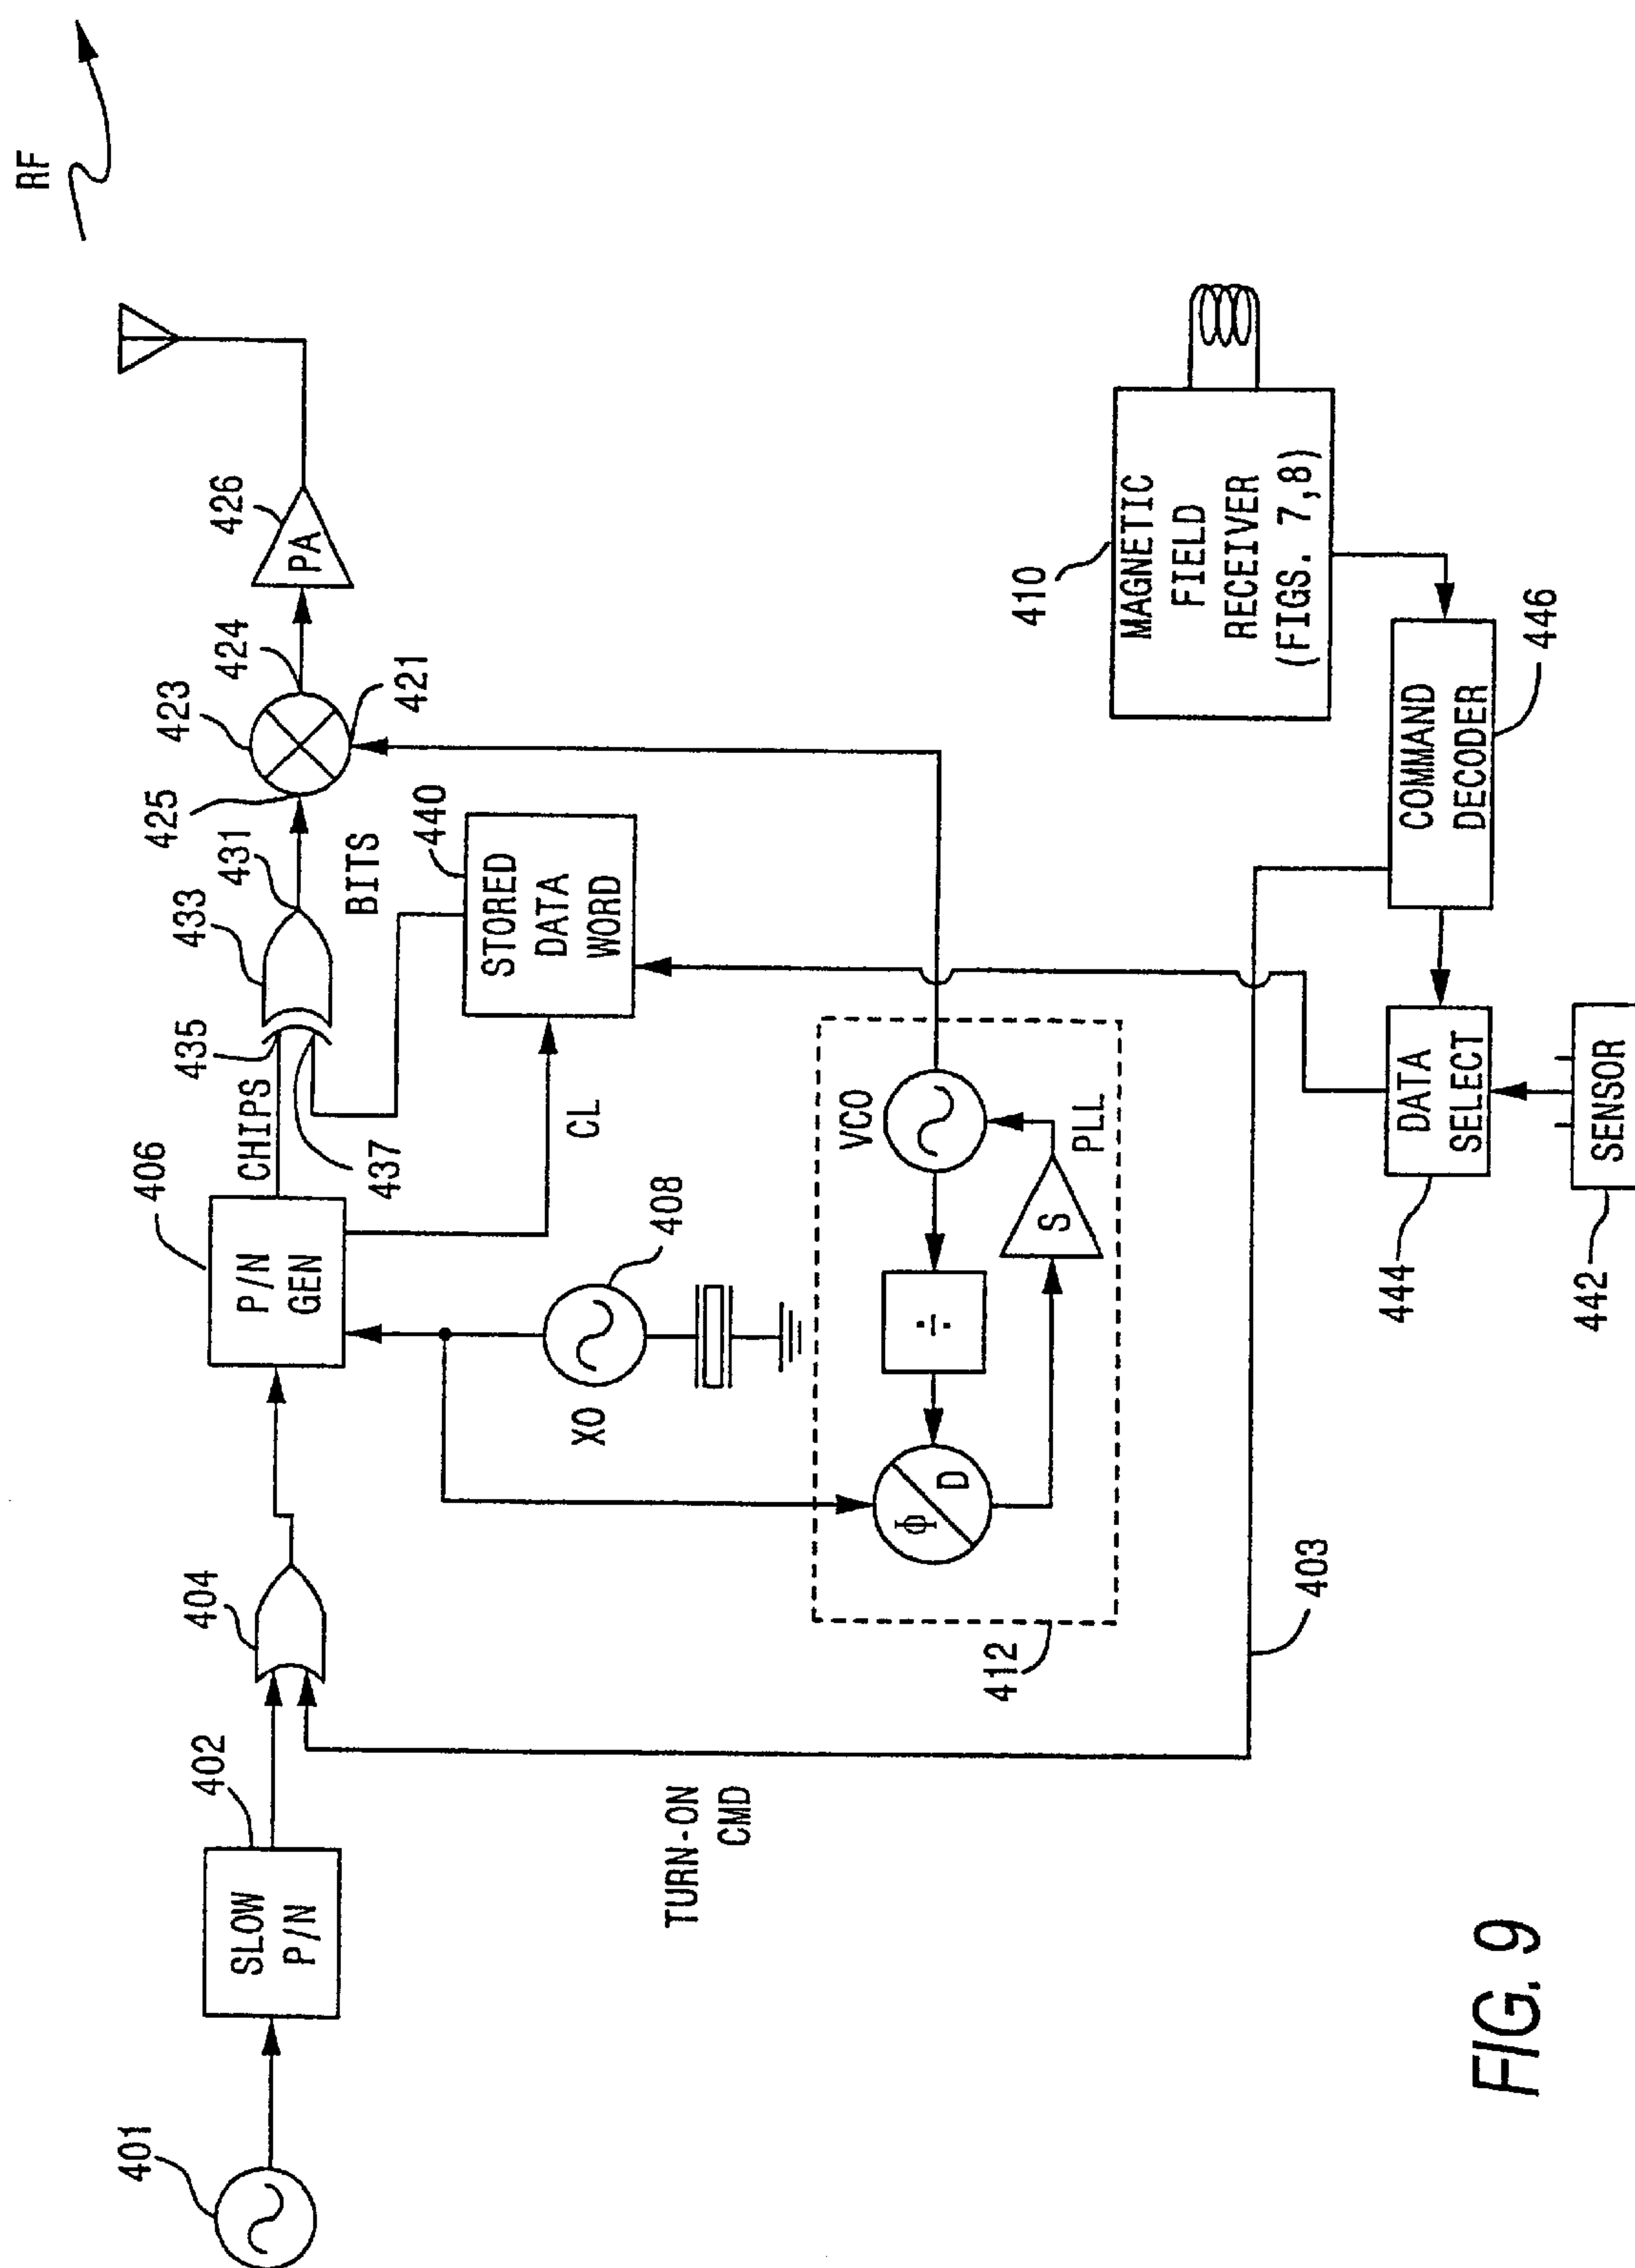 RF
401
SLOW
P/N
402
404
TURN-ON
CMD
403
P/N
GEN
406
CHIPS
435
437
433
431
BITS
425
423
424
421
PA
426
XO
408
CL
STORED
DATA
WORD
440
VCO
÷
Φ
D
S
PLL
412
MAGNETIC
FIELD
RECEIVER
(FIGS. 7,8)
410
COMMAND
DECODER
446
DATA
SELECT
444
SENSOR
442
FIG. 9